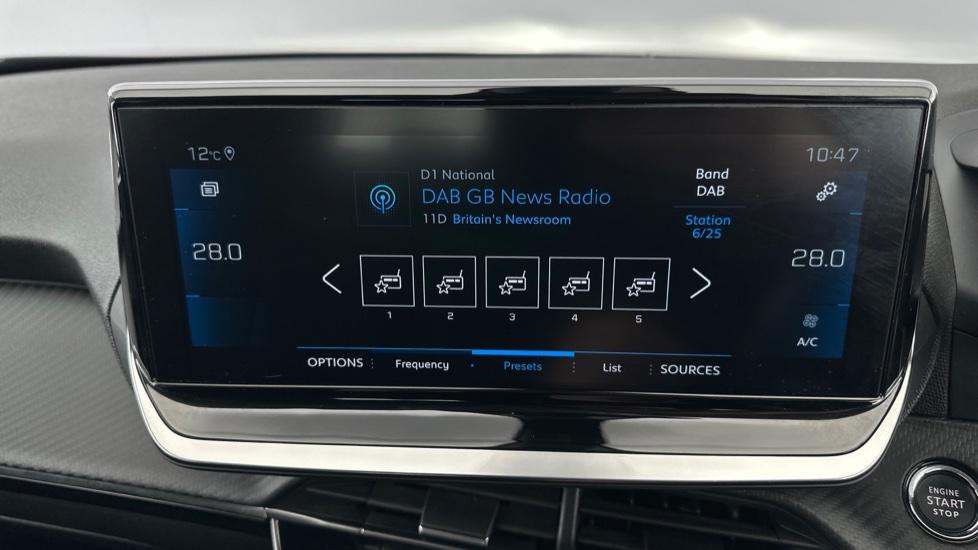 12°C
10:47
D1 National
DAB GB News Radio
11D Britain's Newsroom
Band
DAB
Station
6/25
28.0
28.0
1 2 3 4 5
A/C
OPTIONS Frequency Presets List SOURCES
ENGINE
START
STOP